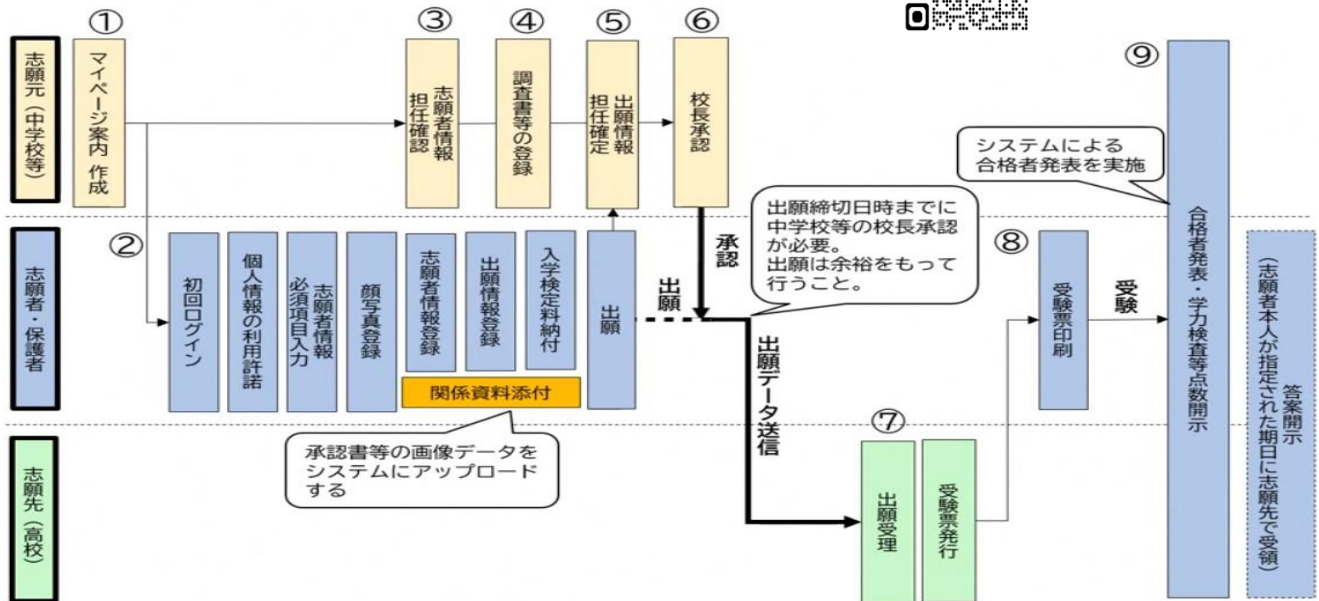 ①
③
④
⑤
⑥
⑨
志願元（中学校等）
マイページ案内 作成
志願者情報
担任確認
調査書等の登録
出願情報
担任確定
校長承認
システムによる
合格者発表を実施
②
志願者・保護者
初回ログイン
個人情報の利用許諾
志願者情報
必須項目入力
顔写真登録
志願者情報登録
出願情報登録
入学検定料納付
関係資料添付
出願
出願
承認
出願締切日時までに
中学校等の校長承認
が必要。
出願は余裕をもって
行うこと。
出願データ送信
承認書等の画像データを
システムにアップロード
する
志願先（高校）
⑦
出願受理
受験票発行
⑧
受験票印刷
受験
合格者発表・学力検査等点数開示
答案開示
（志願者本人が指定された期日に志願先で受領）